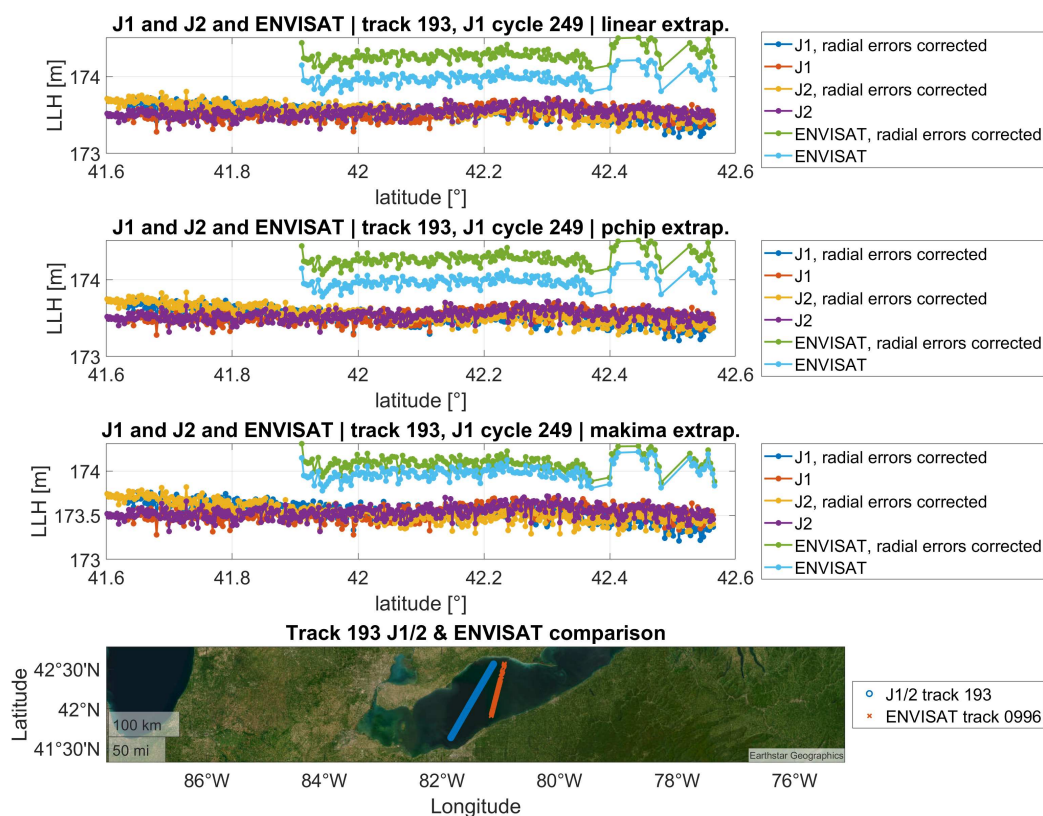 J1 and J2 and ENVISAT | track 193, J1 cycle 249 | linear extrap.
LLH [m]
174
173
41.6 41.8 42 42.2 42.4 42.6
latitude [°]
J1, radial errors corrected
J1
J2, radial errors corrected
J2
ENVISAT, radial errors corrected
ENVISAT
J1 and J2 and ENVISAT | track 193, J1 cycle 249 | pchip extrap.
LLH [m]
174
173
41.6 41.8 42 42.2 42.4 42.6
latitude [°]
J1, radial errors corrected
J1
J2, radial errors corrected
J2
ENVISAT, radial errors corrected
ENVISAT
J1 and J2 and ENVISAT | track 193, J1 cycle 249 | makima extrap.
LLH [m]
174
173.5
173
41.6 41.8 42 42.2 42.4 42.6
latitude [°]
J1, radial errors corrected
J1
J2, radial errors corrected
J2
ENVISAT, radial errors corrected
ENVISAT
Track 193 J1/2 & ENVISAT comparison
Latitude
42°30'N
42°N
41°30'N
100 km
50 mi
Earthstar Geographics
86°W 84°W 82°W 80°W 78°W 76°W
Longitude
J1/2 track 193
ENVISAT track 0996